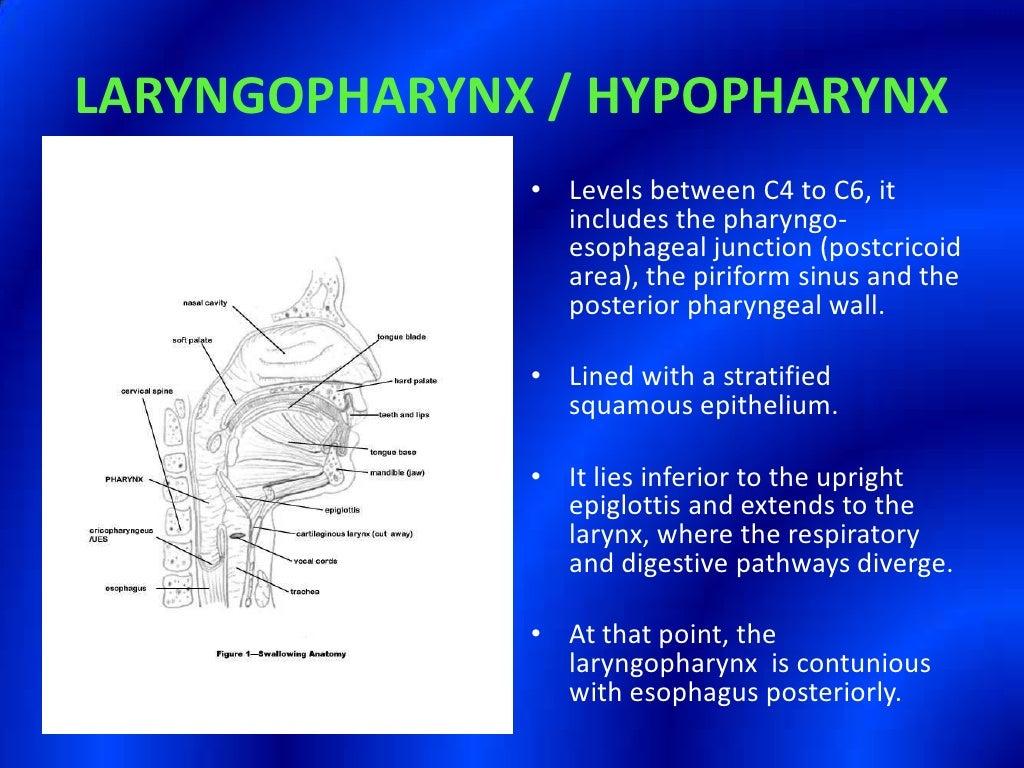 LARYNGOPHARYNX / HYPOPHARYNX
nasal cavity
soft palate
tongue blade
hard palate
cervical spine
teeth and lips
tongue base
mandible (jaw)
PHARYNX
epiglottis
cricopharyngeus
/UES
cartilaginous larynx (cut away)
vocal cords
esophagus
trachea
Figure 1—Swallowing Anatomy
• Levels between C4 to C6, it
includes the pharyngo-
esophageal junction (postcricoid
area), the piriform sinus and the
posterior pharyngeal wall.
• Lined with a stratified
squamous epithelium.
• It lies inferior to the upright
epiglottis and extends to the
larynx, where the respiratory
and digestive pathways diverge.
• At that point, the
laryngopharynx is contunious
with esophagus posteriorly.